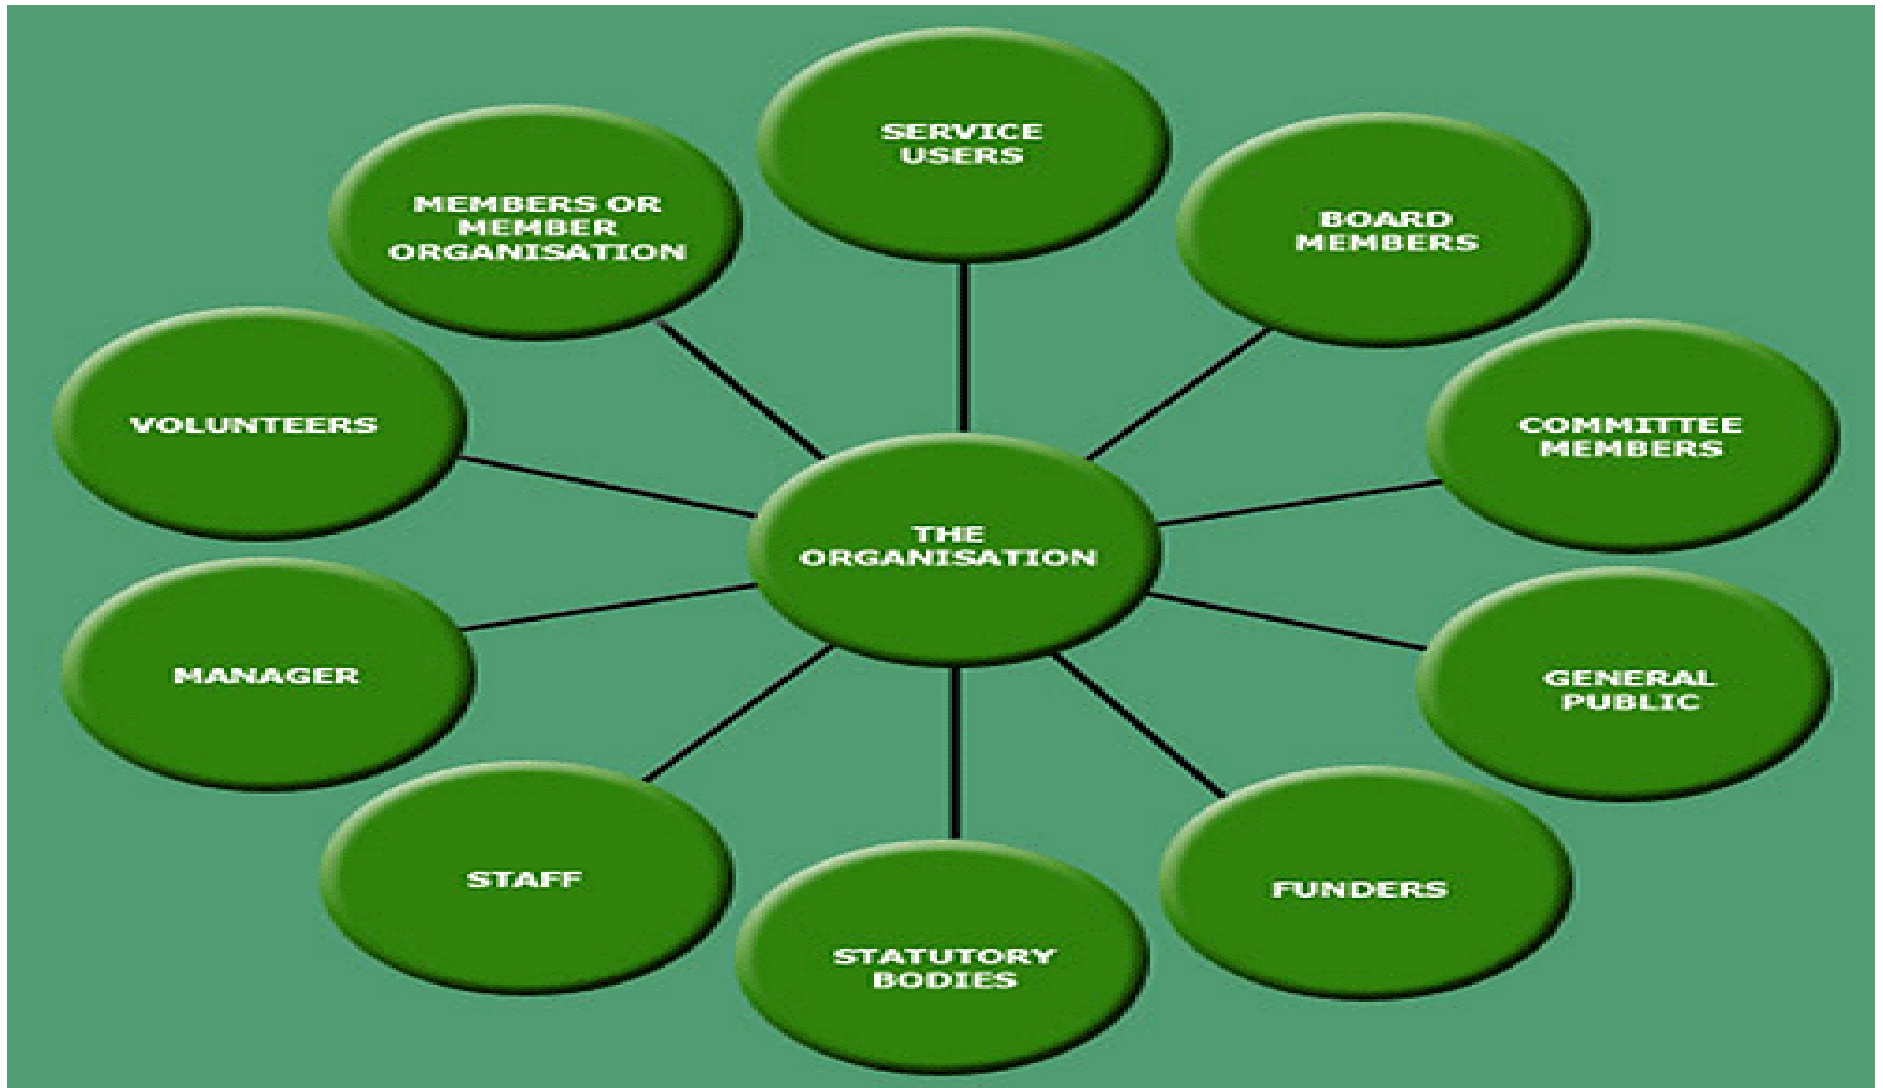 SERVICE
USERS
MEMBERS OR
MEMBER
ORGANISATION
BOARD
MEMBERS
VOLUNTEERS
COMMITTEE
MEMBERS
THE
ORGANISATION
MANAGER
GENERAL
PUBLIC
STAFF
FUNDERS
STATUTORY
BODIES